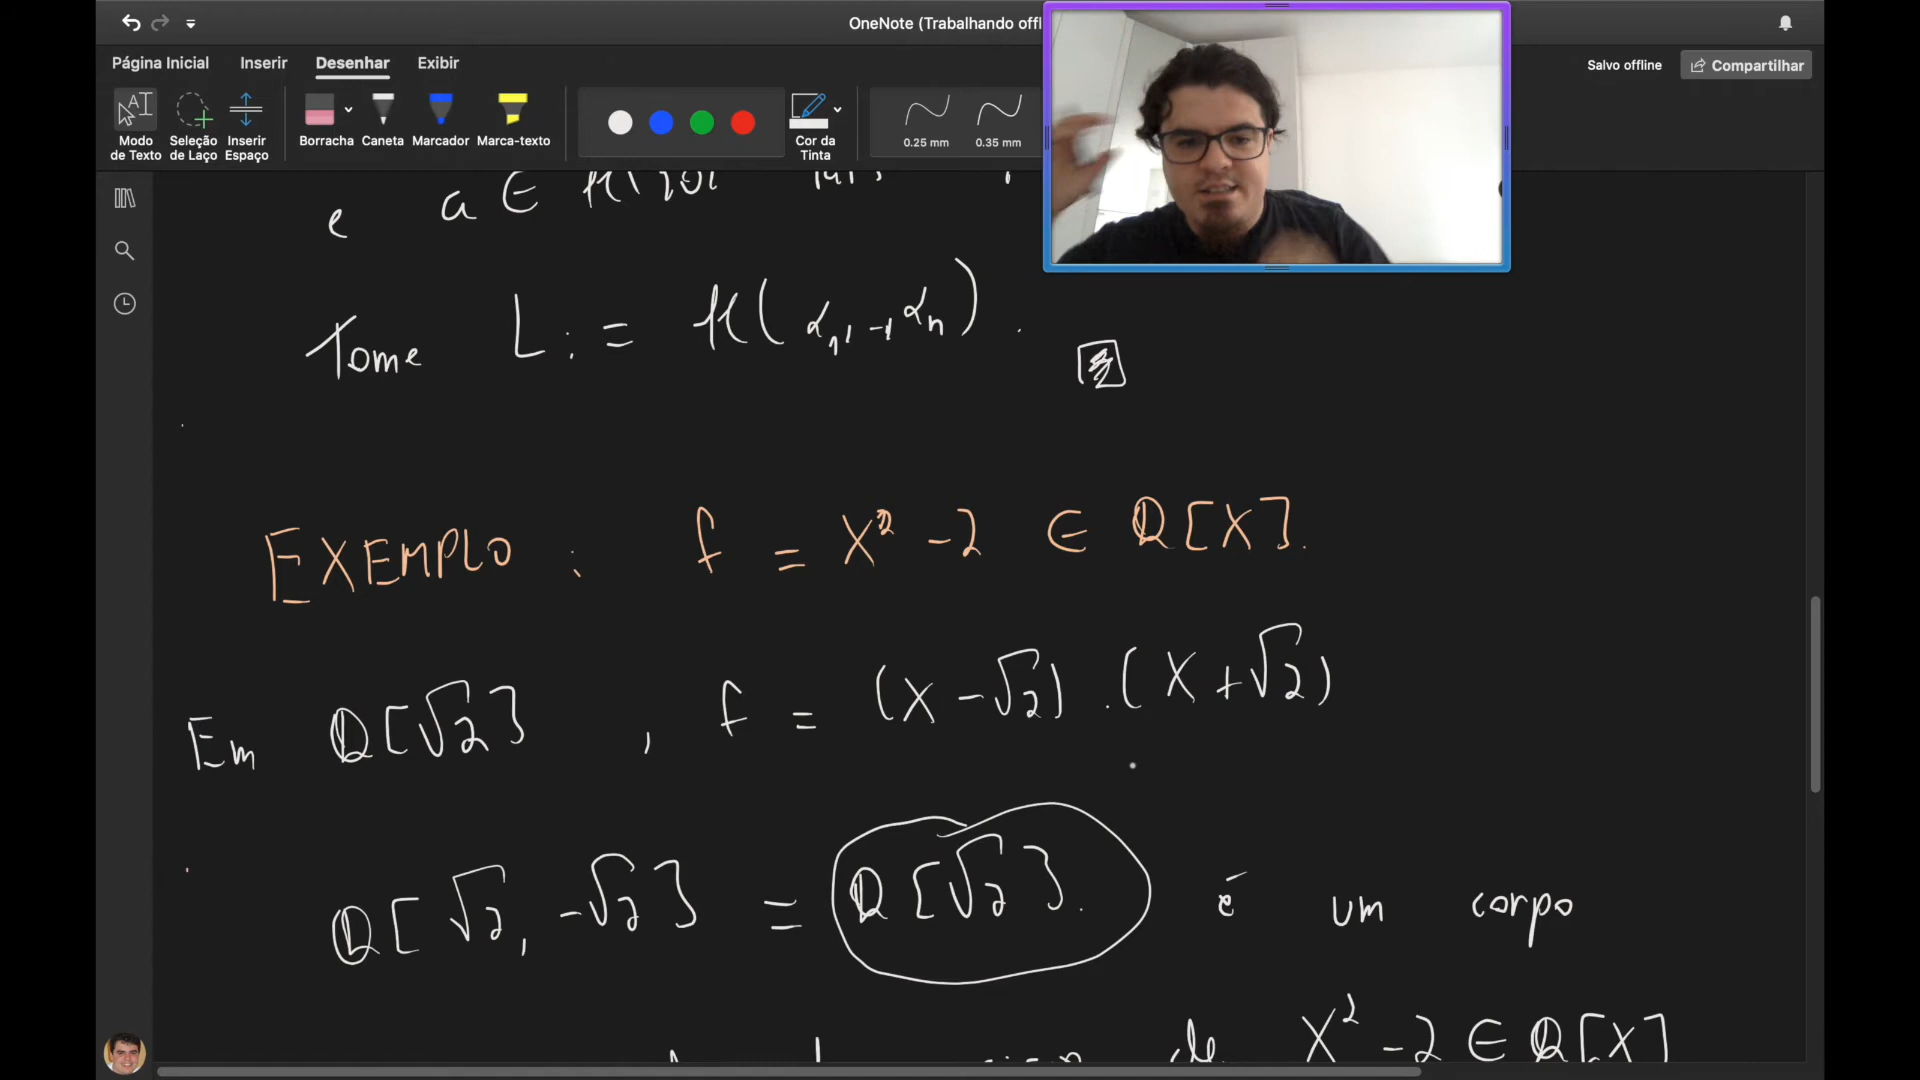 OneNote (Trabalhando offl
Página Inicial Inserir Desenhar Exibir
Salvo offline Compartilhar
Modo de Texto
Seleção de Laço
Inserir Espaço
Borracha
Caneta
Marcador
Marca-texto
Cor da Tinta
0.25 mm
0.35 mm
e a ∈
Tome L := K(α₁, -, αₙ).
EXEMPLO : f = X² - 2 ∈ ℚ[X].
Em ℚ[√2] , f = (X - √2) . (X + √2)
ℚ[√2, -√2] = ℚ[√2]. é um corpo
de X² - 2 ∈ ℚ[X]